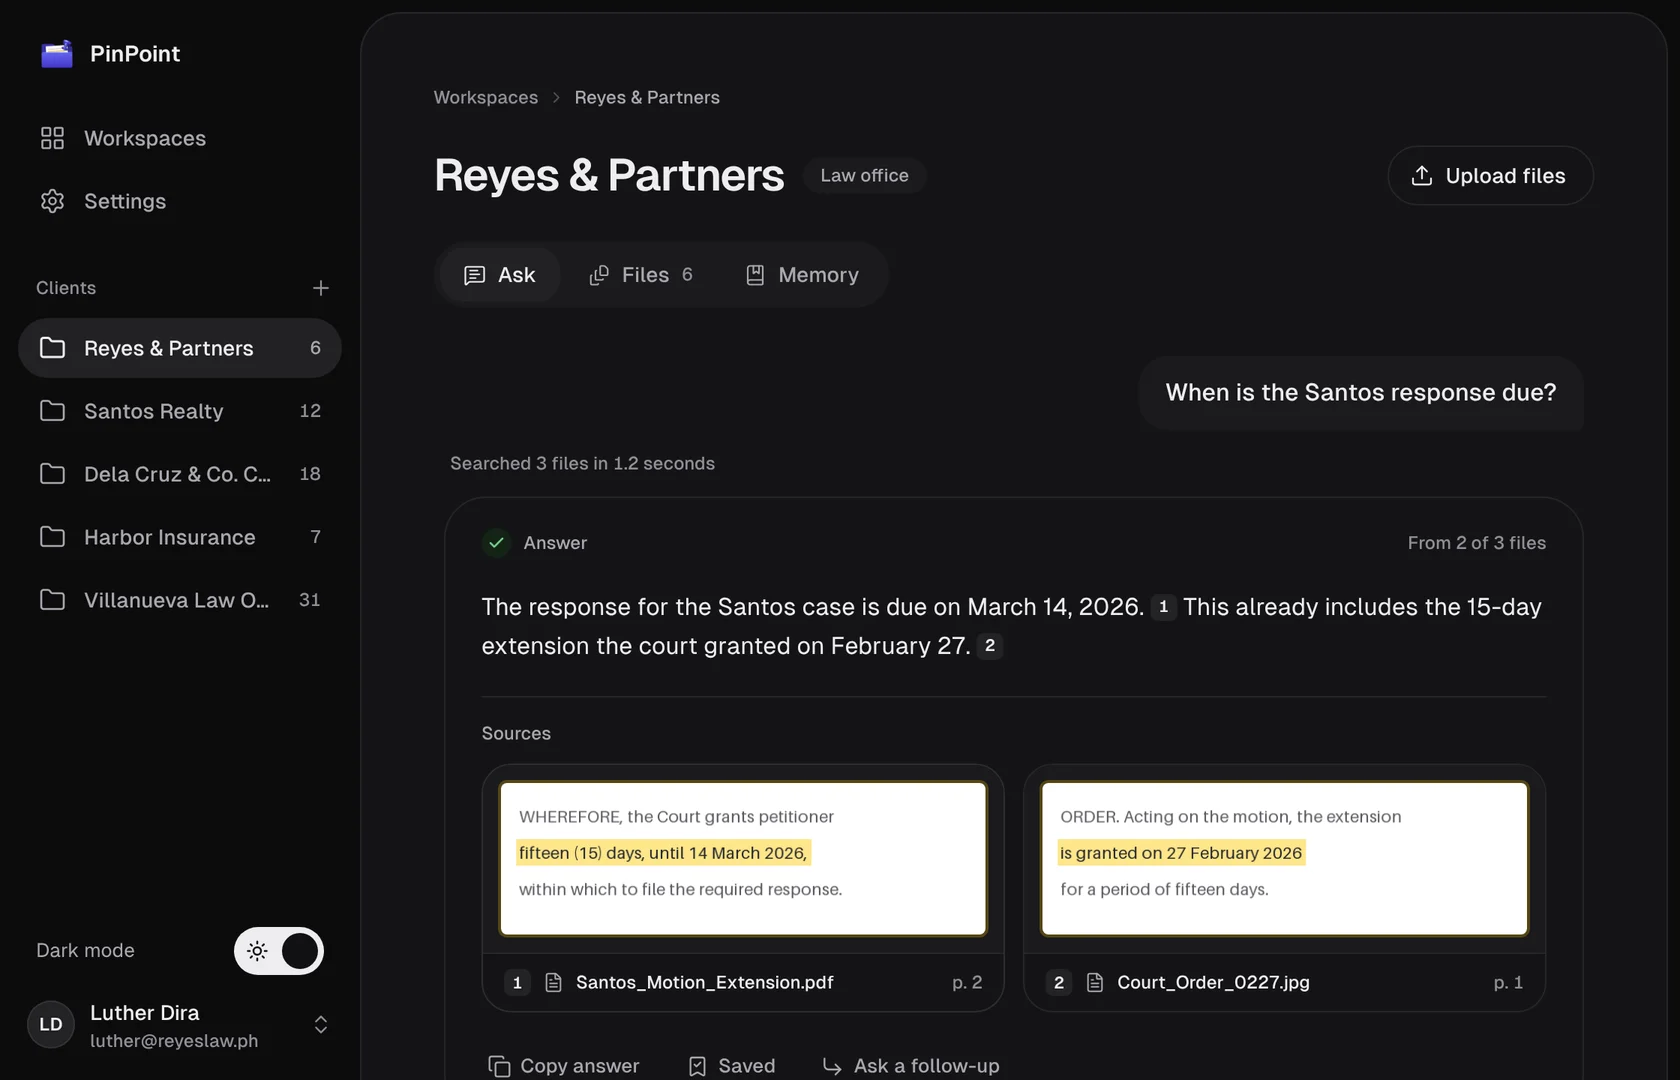 PinPoint
Workspaces
Settings
Clients
Reyes & Partners 6
Santos Realty 12
Dela Cruz & Co. C... 18
Harbor Insurance 7
Villanueva Law O... 31
Dark mode
LD
Luther Dira
luther@reyeslaw.ph
Workspaces > Reyes & Partners
Reyes & Partners
Law office
Upload files
Ask
Files 6
Memory
When is the Santos response due?
Searched 3 files in 1.2 seconds
Answer
From 2 of 3 files
The response for the Santos case is due on March 14, 2026. 1 This already includes the 15-day
extension the court granted on February 27. 2
Sources
WHEREFORE, the Court grants petitioner
fifteen (15) days, until 14 March 2026,
within which to file the required response.
1 Santos_Motion_Extension.pdf p. 2
ORDER. Acting on the motion, the extension
is granted on 27 February 2026
for a period of fifteen days.
2 Court_Order_0227.jpg p. 1
Copy answer
Saved
Ask a follow-up